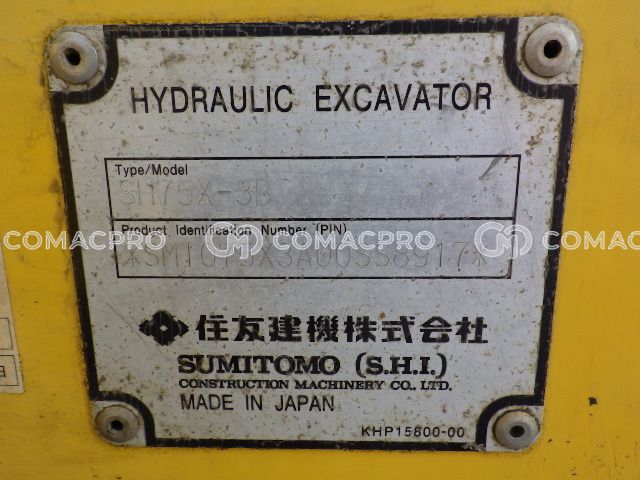 HYDRAULIC EXCAVATOR
Type/Model
SH75X-3B
Product Identification Number (PIN)
COMACPRO COMACPRO COMACPRO
住友建機株式会社
SUMITOMO (S.H.I.)
CONSTRUCTION MACHINERY CO., LTD.
MADE IN JAPAN
KHP15800-00